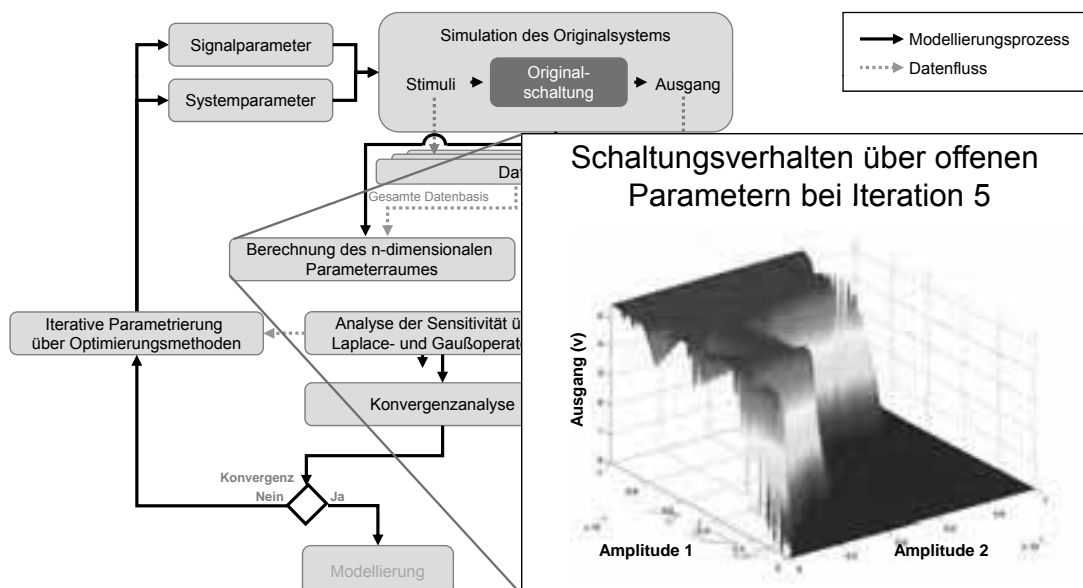 Signalparameter
Systemparameter
Simulation des Originalsystems
Stimuli
Original-
schaltung
Ausgang
Modellierungsprozess
Datenfluss
Gesamte Datenbasis
Berechnung des n-dimensionalen
Parameterraumes
Iterative Parametrierung
über Optimierungsmethoden
Analyse der Sensitivität
Laplace- und
Konvergenzanalyse
Konvergenz
Nein
Ja
Modellierung
Schaltungsverhalten über offenen
Parametern bei Iteration 5
Ausgang (v)
Amplitude 1
Amplitude 2